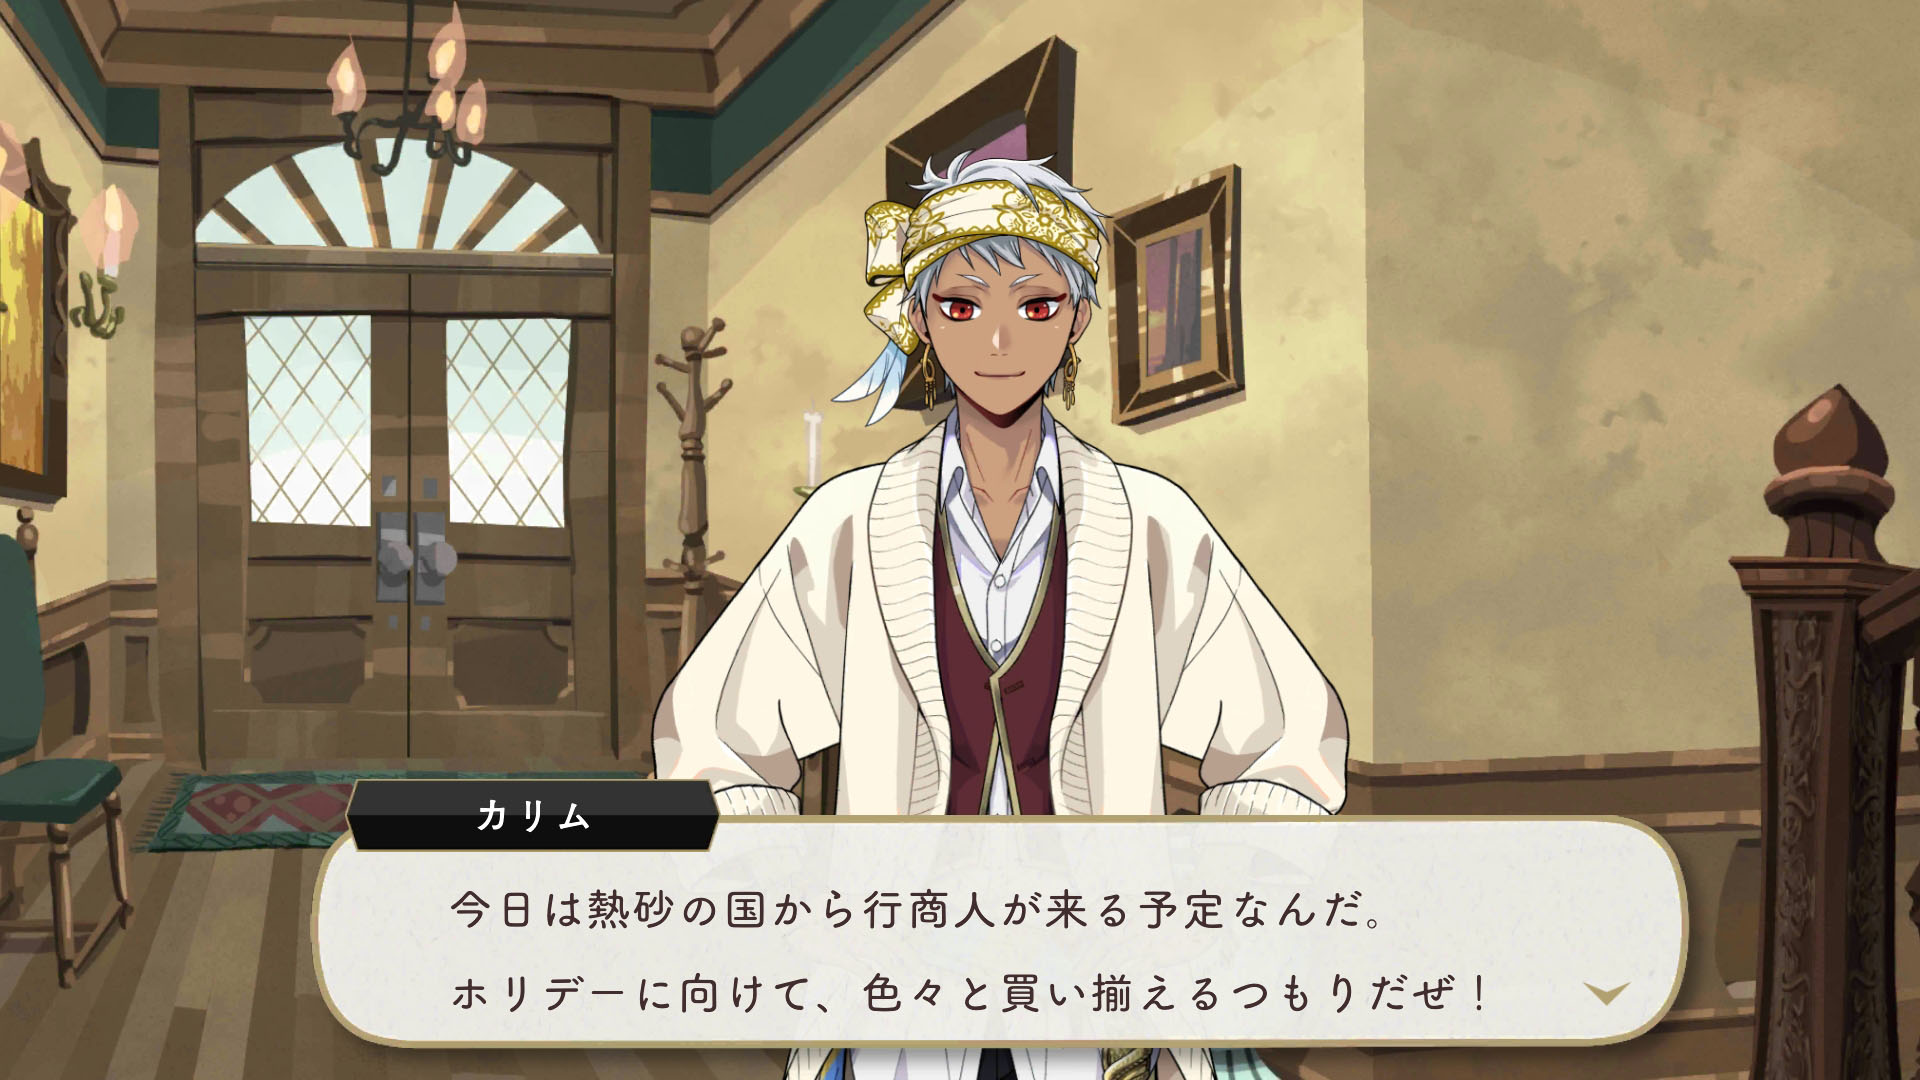 カリム
今日は熱砂の国から行商人が来る予定なんだ。
ホリデーに向けて、色々と買い揃えるつもりだぜ！